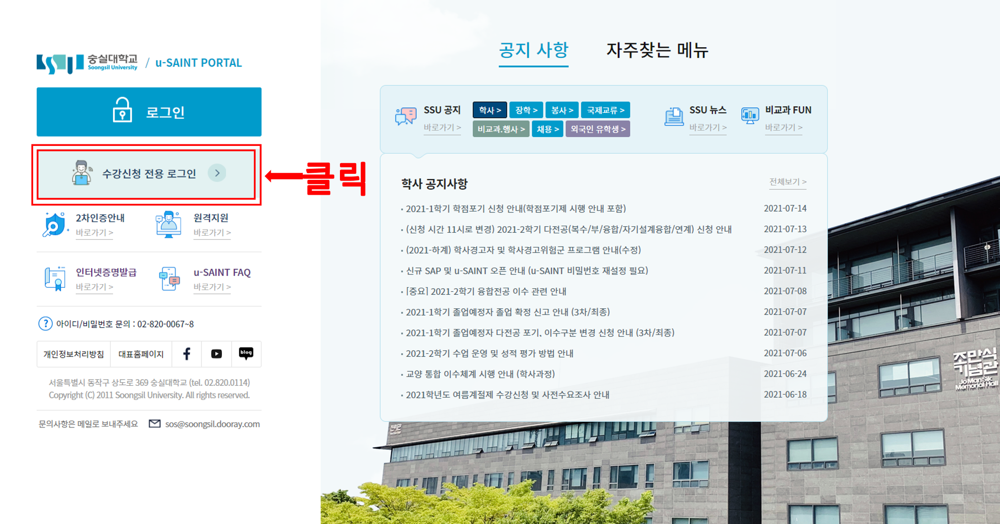 숭실대학교
Soongsil University
/ u-SAINT PORTAL
로그인
수강신청 전용 로그인
클릭
2차인증안내
바로가기 >
원격지원
바로가기 >
인터넷증명발급
바로가기 >
u-SAINT FAQ
바로가기 >
? 아이디/비밀번호 문의 : 02-820-0067~8
개인정보처리방침
대표홈페이지
blog
서울특별시 동작구 상도로 369 숭실대학교 (tel. 02.820.0114)
Copyright (C) 2011 Soongsil University. All rights reserved.
문의사항은 메일로 보내주세요 sos@soongsil.dooray.com
공지 사항 자주찾는 메뉴
SSU 공지
바로가기 >
학사 > 장학 > 봉사 > 국제교류 >
비교과.행사 > 채용 > 외국인 유학생 >
SSU 뉴스
바로가기 >
비교과 FUN
바로가기 >
학사 공지사항 전체보기 >
· 2021-1학기 학점포기 신청 안내(학점포기제 시행 안내 포함) 2021-07-14
· (신청 시간 11시로 변경) 2021-2학기 다전공(복수/부/융합/자기설계융합/연계) 신청 안내 2021-07-13
· (2021-하계) 학사경고자 및 학사경고위험군 프로그램 안내(수정) 2021-07-12
· 신규 SAP 및 u-SAINT 오픈 안내 (u-SAINT 비밀번호 재설정 필요) 2021-07-11
· [중요] 2021-2학기 융합전공 이수 관련 안내 2021-07-08
· 2021-1학기 졸업예정자 졸업 확정 신고 안내 (3차/최종) 2021-07-07
· 2021-1학기 졸업예정자 다전공 포기, 이수구분 변경 신청 안내 (3차/최종) 2021-07-07
· 2021-2학기 수업 운영 및 성적 평가 방법 안내 2021-07-06
· 교양 통합 이수체계 시행 안내 (학사과정) 2021-06-24
· 2021학년도 여름계절제 수강신청 및 사전수요조사 안내 2021-06-18
조만식
기념관
Jo Man Sik
Memorial Hall